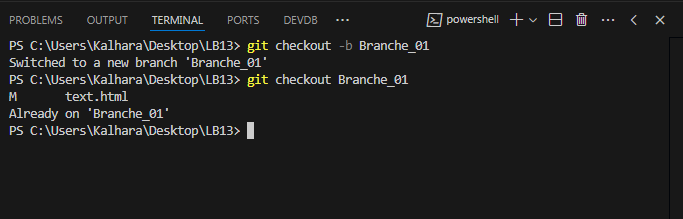 PROBLEMS OUTPUT TERMINAL PORTS DEVDB ... powershell
PS C:\Users\Kalhara\Desktop\LB13> git checkout -b Branche_01
Switched to a new branch 'Branche_01'
PS C:\Users\Kalhara\Desktop\LB13> git checkout Branche_01
M       text.html
Already on 'Branche_01'
PS C:\Users\Kalhara\Desktop\LB13>